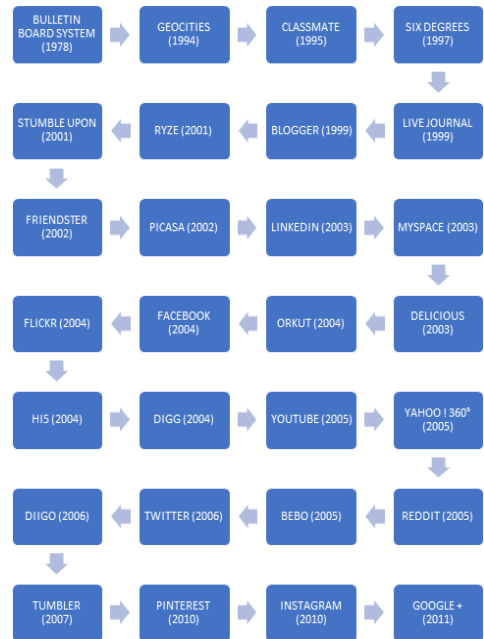 BULLETIN
BOARD SYSTEM
(1978)
GEOCITIES
(1994)
CLASSMATE
(1995)
SIX DEGREES
(1997)
LIVE JOURNAL
(1999)
BLOGGER (1999)
RYZE (2001)
STUMBLE UPON
(2001)
FRIENDSTER
(2002)
PICASA (2002)
LINKEDIN (2003)
MYSPACE (2003)
DELICIOUS
(2003)
ORKUT (2004)
FACEBOOK
(2004)
FLICKR (2004)
HI5 (2004)
DIGG (2004)
YOUTUBE (2005)
YAHOO ! 360°
(2005)
REDDIT (2005)
BEBO (2005)
TWITTER (2006)
DIIGO (2006)
TUMBLER
(2007)
PINTEREST
(2010)
INSTAGRAM
(2010)
GOOGLE +
(2011)